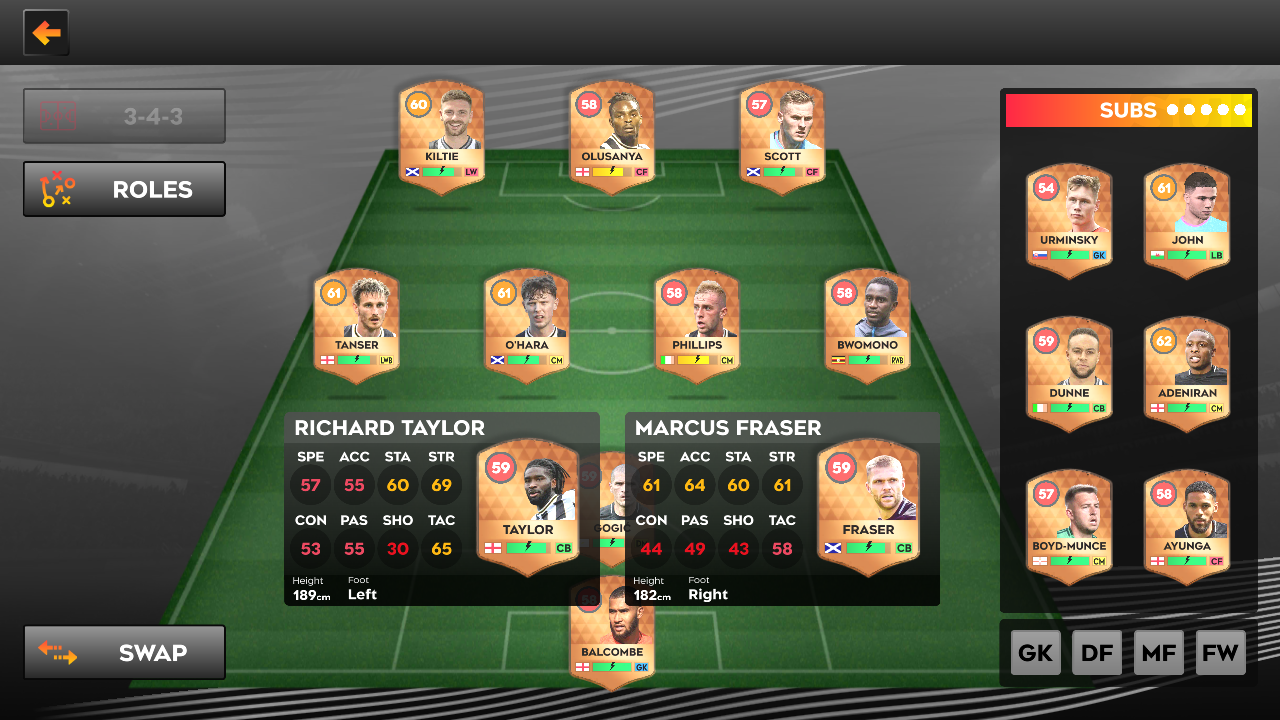 3-4-3
ROLES
60
KILTIE
LW
58
OLUSANYA
CF
57
SCOTT
CF
61
TANSER
LWB
61
O'HARA
CM
58
PHILLIPS
CM
58
BWOMONO
RWB
RICHARD TAYLOR
SPE ACC STA STR
57 55 60 69
CON PAS SHO TAC
53 55 30 65
Height Foot
189cm Left
59
TAYLOR
CB
59
GOGIC
MARCUS FRASER
SPE ACC STA STR
61 64 60 61
CON PAS SHO TAC
44 49 43 58
Height Foot
182cm Right
59
FRASER
CB
58
BALCOMBE
GK
SWAP
SUBS
54
URMINSKY
GK
61
JOHN
LB
59
DUNNE
CB
62
ADENIRAN
CM
57
BOYD-MUNCE
CM
58
AYUNGA
CF
GK DF MF FW